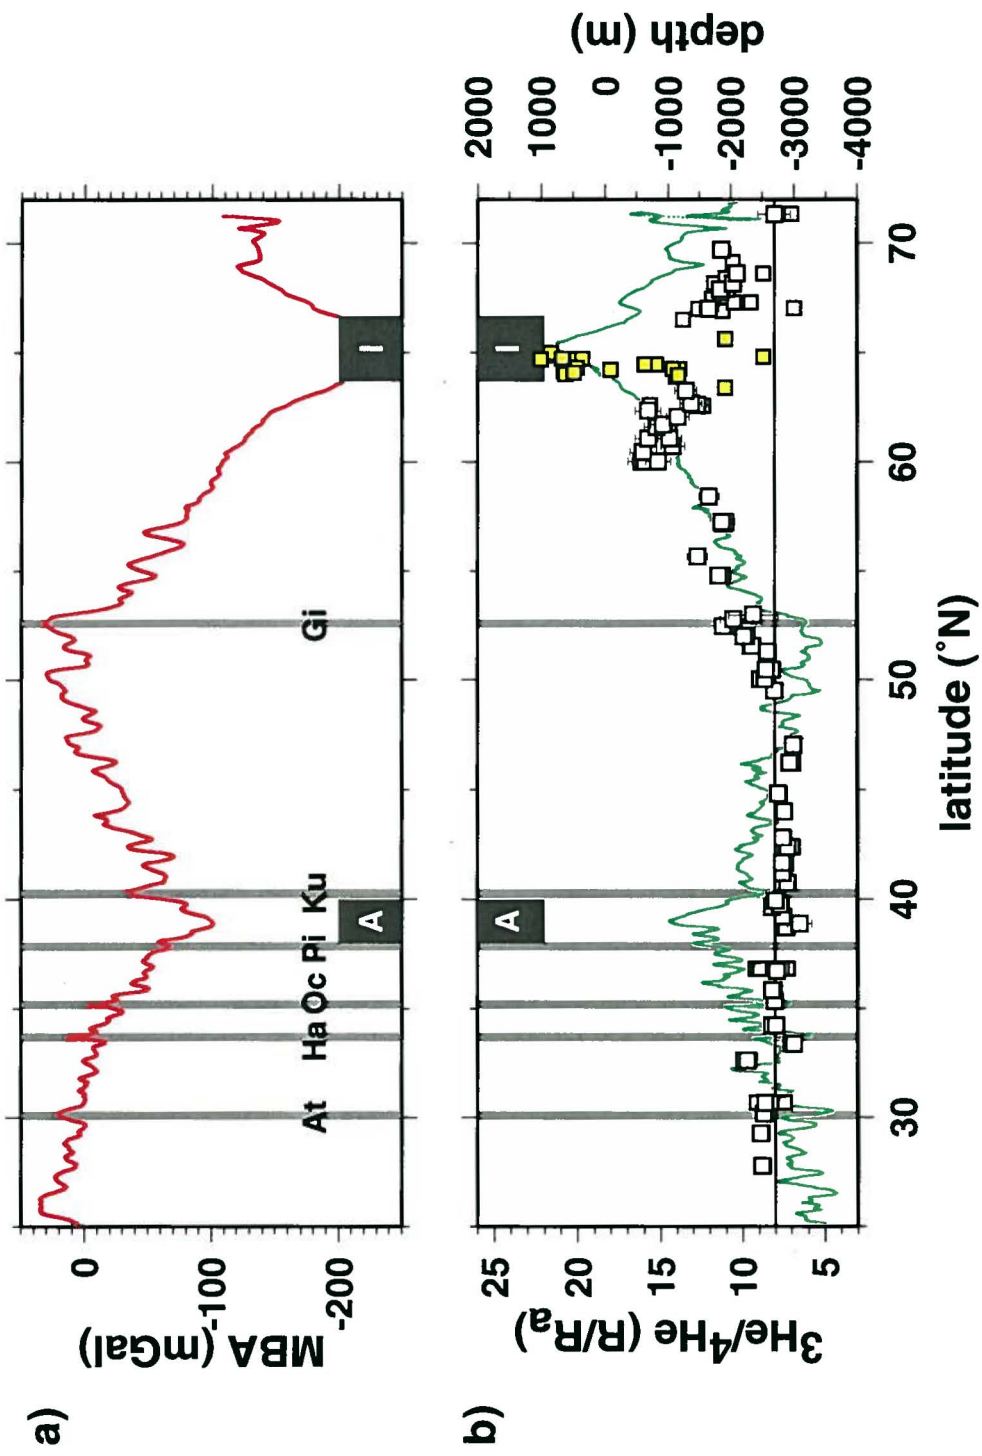 a)
MBA (mGal)
0
-100
-200
At
Ha
Oc
Pi
Ku
Gi
A
I
b)
³He/⁴He (R/Rₐ)
25
20
15
10
5
A
I
depth (m)
2000
1000
0
-1000
-2000
-3000
-4000
30
40
50
60
70
latitude (°N)